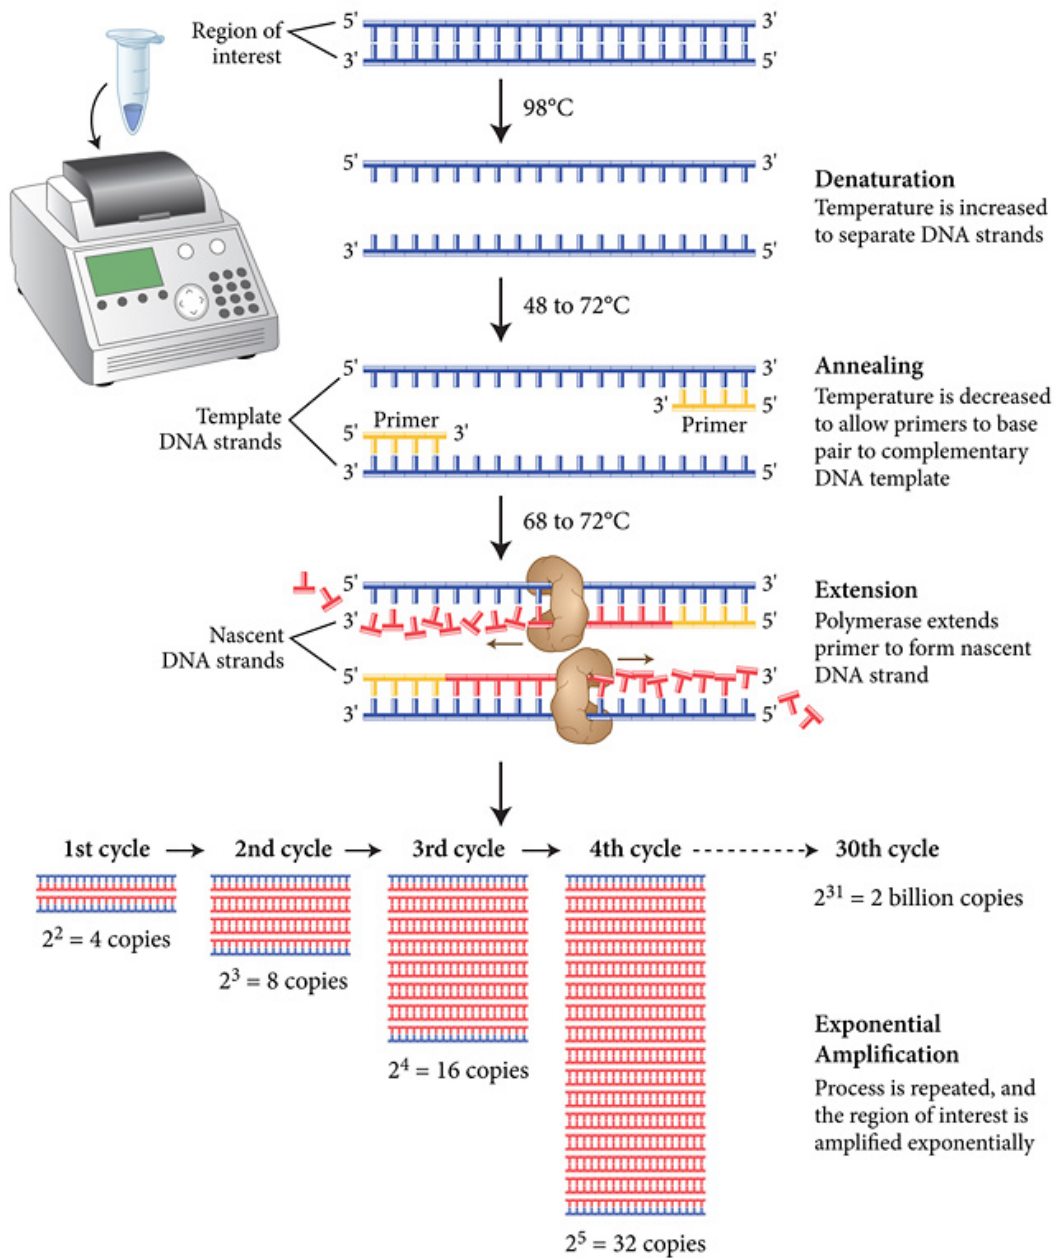 Region of
interest
5'
3'
3'
5'
98°C
5'
3'
3'
5'
Denaturation
Temperature is increased
to separate DNA strands
48 to 72°C
5'
3'
3'
5'
Primer
Template
DNA strands
Primer
5'
3'
3'
5'
Annealing
Temperature is decreased
to allow primers to base
pair to complementary
DNA template
68 to 72°C
5'
3'
3'
5'
Nascent
DNA strands
5'
3'
3'
5'
Extension
Polymerase extends
primer to form nascent
DNA strand
1st cycle
2nd cycle
3rd cycle
4th cycle
30th cycle
2² = 4 copies
2³ = 8 copies
2⁴ = 16 copies
2⁵ = 32 copies
2³¹ = 2 billion copies
Exponential
Amplification
Process is repeated, and
the region of interest is
amplified exponentially